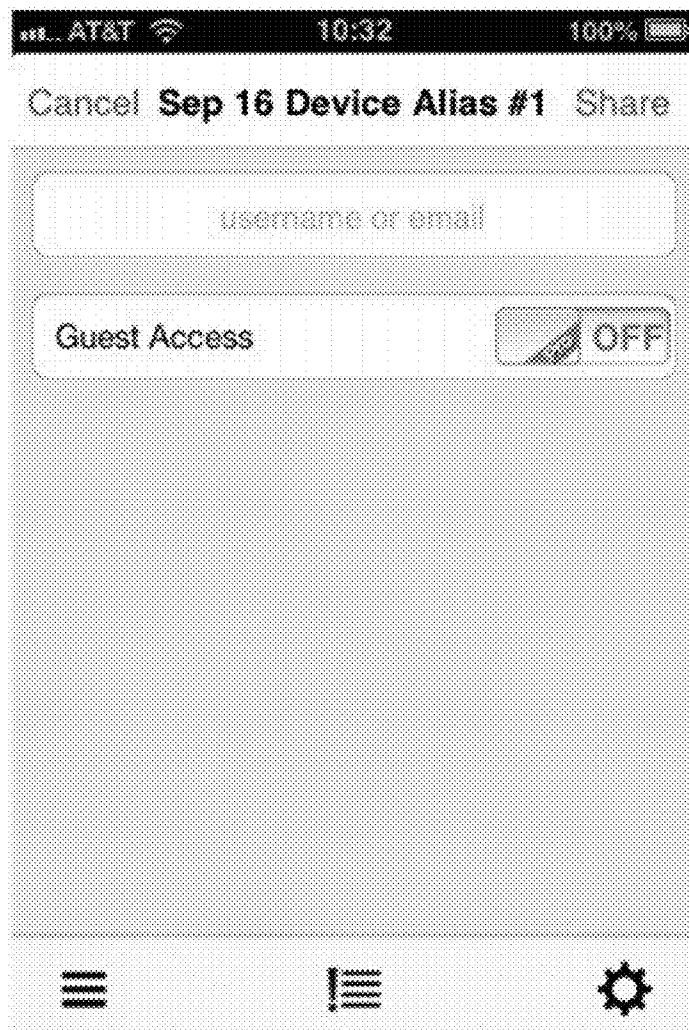 AT&T 10:32 100%
Cancel Sep 16 Device Alias #1 Share
username or email
Guest Access OFF